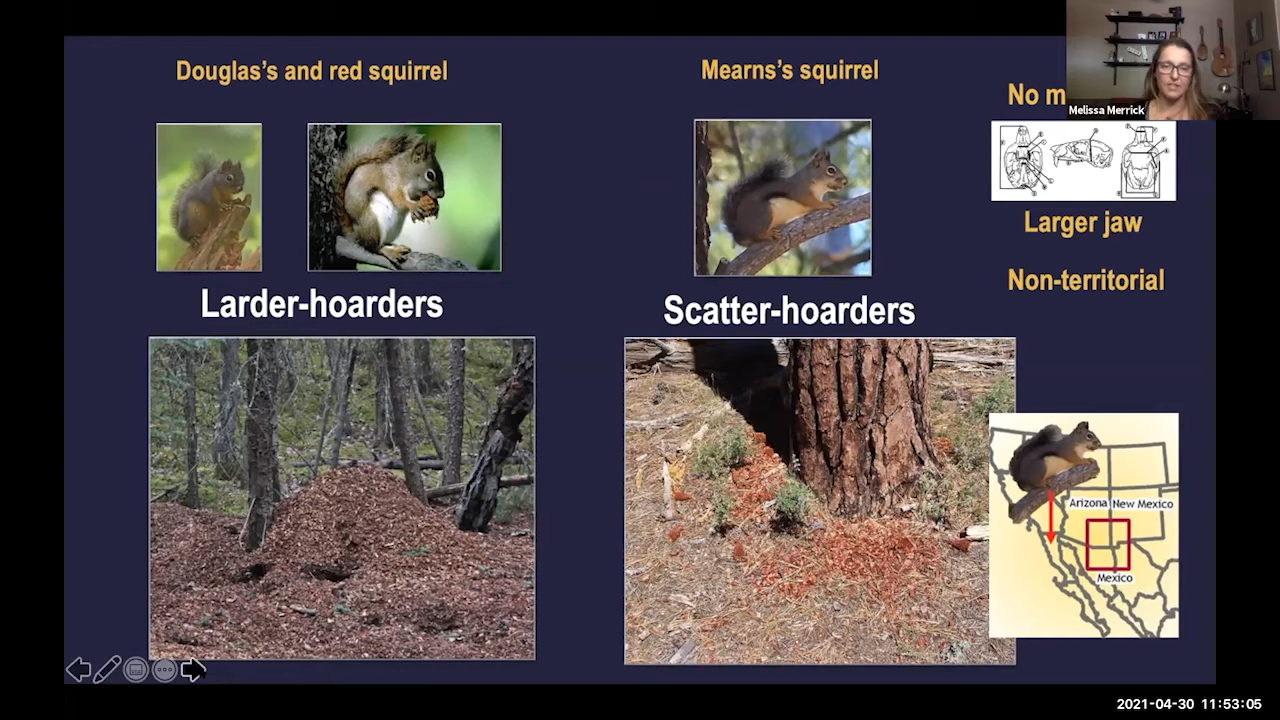 Douglas's and red squirrel
Mearns's squirrel
No m
Melissa Merrick
Larger jaw
Non-territorial
Larder-hoarders
Scatter-hoarders
Arizona New Mexico
Mexico
2021-04-30 11:53:05